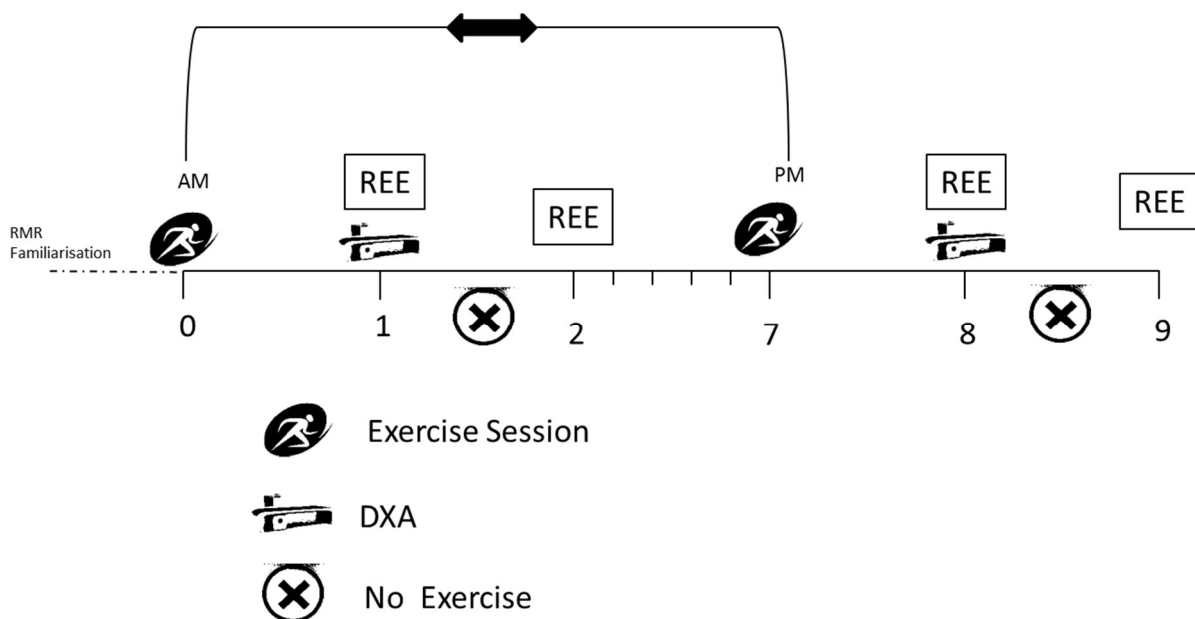 AM
PM
REE
REE
REE
REE
RMR
Familiarisation
0
1
2
7
8
9
Exercise Session
DXA
No Exercise